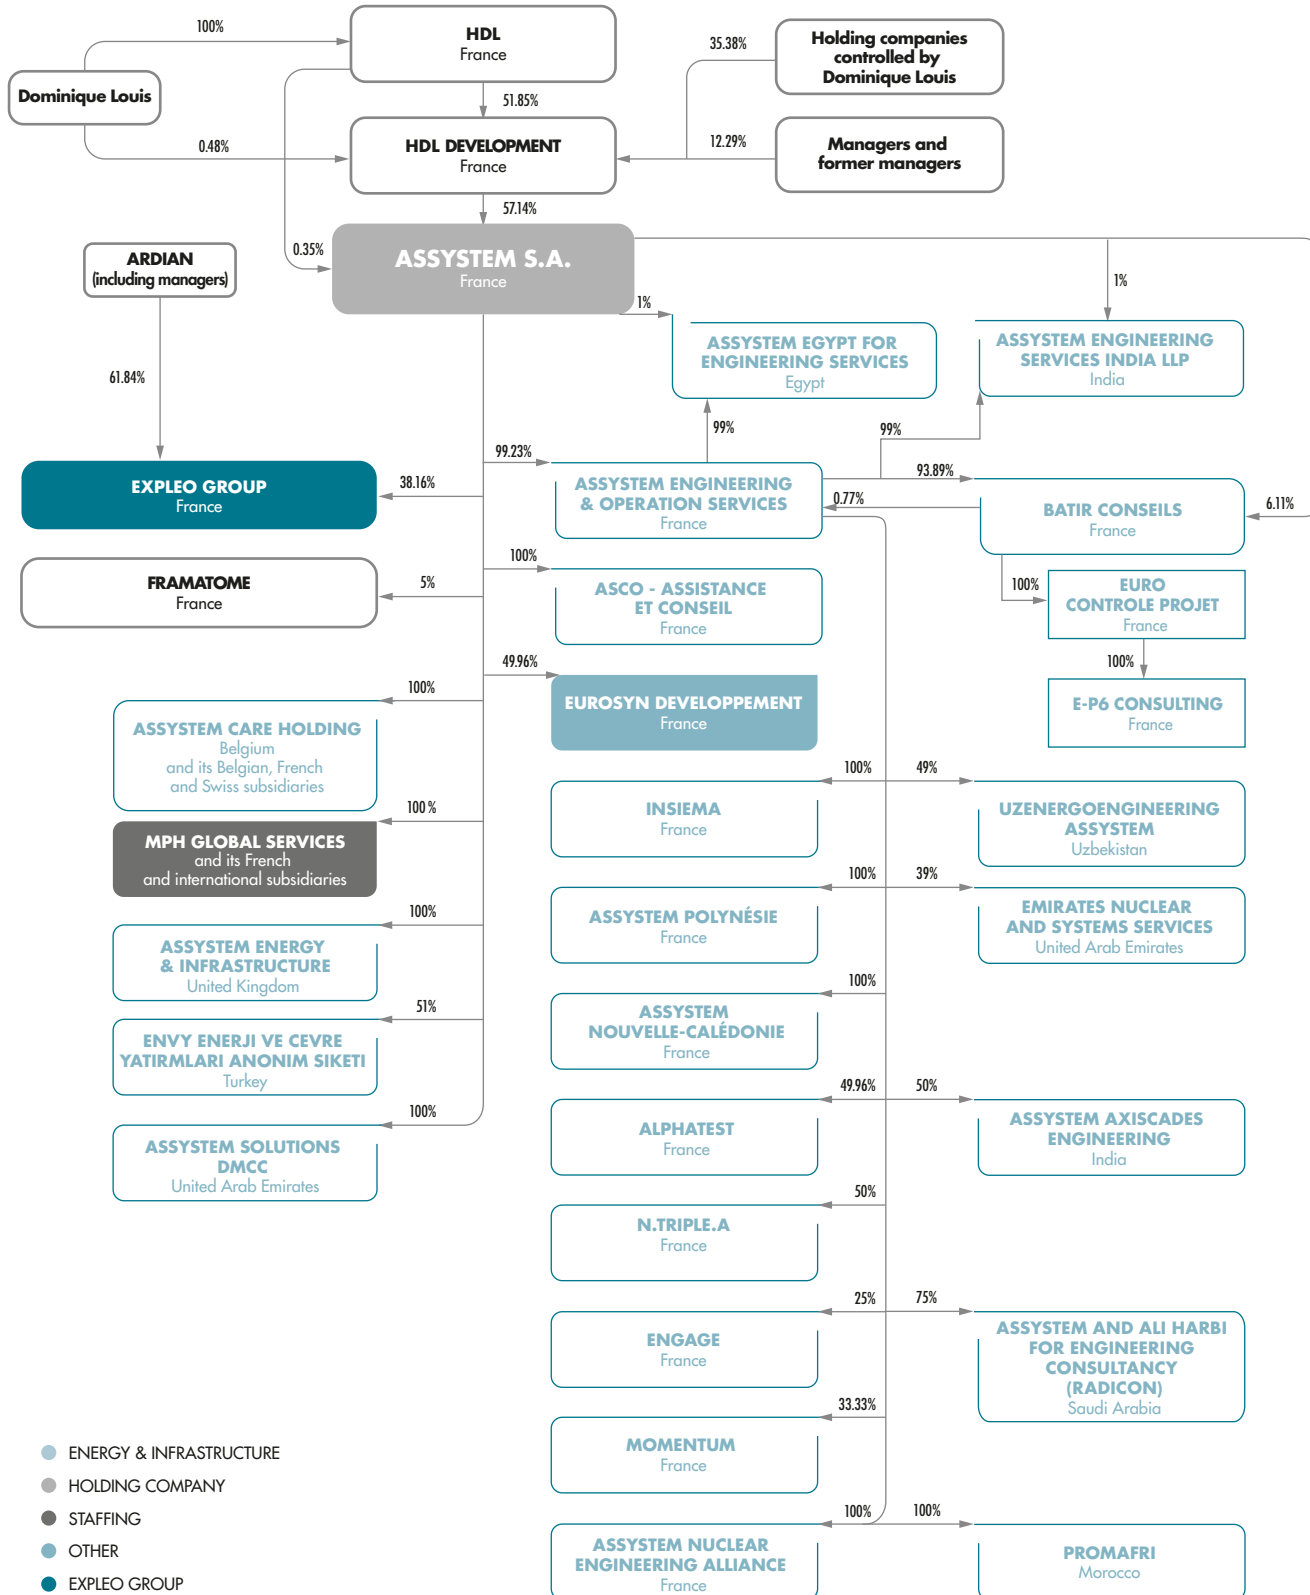 100%
HDL
France
35.38%
Holding companies
controlled by
Dominique Louis
Dominique Louis
51.85%
0.48%
HDL DEVELOPMENT
France
12.29%
Managers and
former managers
57.14%
0.35%
ARDIAN
(including managers)
ASSYSTEM S.A.
France
1%
1%
ASSYSTEM EGYPT FOR
ENGINEERING SERVICES
Egypt
ASSYSTEM ENGINEERING
SERVICES INDIA LLP
India
61.84%
99%
99%
99.23%
93.89%
EXPLEO GROUP
France
38.16%
ASSYSTEM ENGINEERING
& OPERATION SERVICES
France
0.77%
BATIR CONSEILS
France
6.11%
FRAMATOME
France
5%
100%
ASCO - ASSISTANCE
ET CONSEIL
France
100%
EURO
CONTROLE PROJET
France
49.96%
100%
EUROSYN DEVELOPPEMENT
France
E-P6 CONSULTING
France
100%
ASSYSTEM CARE HOLDING
Belgium
and its Belgian, French
and Swiss subsidiaries
100%
49%
INSIEMA
France
UZENERGOENGINEERING
ASSYSTEM
Uzbekistan
100 %
MPH GLOBAL SERVICES
and its French
and international subsidiaries
100%
39%
ASSYSTEM POLYNÉSIE
France
EMIRATES NUCLEAR
AND SYSTEMS SERVICES
United Arab Emirates
100%
ASSYSTEM ENERGY
& INFRASTRUCTURE
United Kingdom
100%
ASSYSTEM
NOUVELLE-CALÉDONIE
France
51%
ENVY ENERJI VE CEVRE
YATIRMLARI ANONIM SIKETI
Turkey
49.96%
50%
ALPHATEST
France
ASSYSTEM AXISCADES
ENGINEERING
India
100%
ASSYSTEM SOLUTIONS
DMCC
United Arab Emirates
50%
N.TRIPLE.A
France
25%
75%
ENGAGE
France
ASSYSTEM AND ALI HARBI
FOR ENGINEERING
CONSULTANCY
(RADICON)
Saudi Arabia
33.33%
MOMENTUM
France
100%
100%
ASSYSTEM NUCLEAR
ENGINEERING ALLIANCE
France
PROMAFRI
Morocco
ENERGY & INFRASTRUCTURE
HOLDING COMPANY
STAFFING
OTHER
EXPLEO GROUP